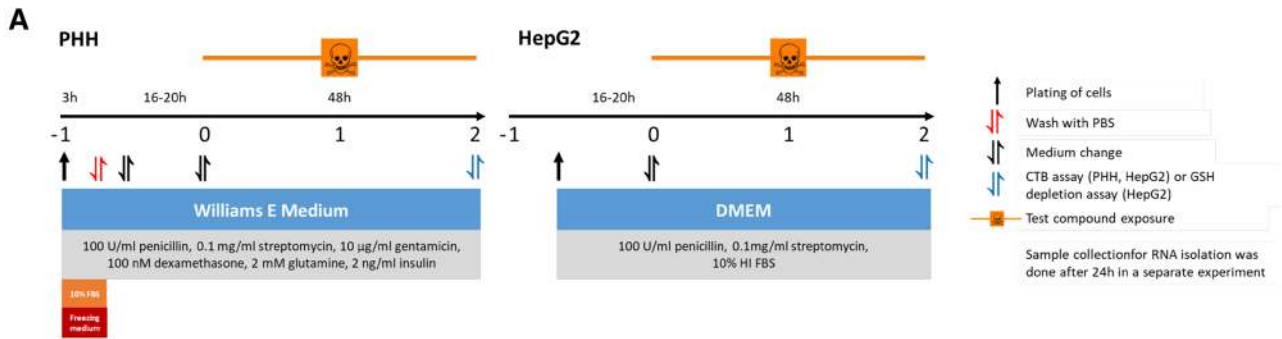 A
PHH
HepG2
3h
16-20h
48h
16-20h
48h
-1
0
1
2
-1
0
1
2
Williams E Medium
100 U/ml penicillin, 0.1 mg/ml streptomycin, 10 µg/ml gentamicin,
100 nM dexamethasone, 2 mM glutamine, 2 ng/ml insulin
10% FBS
Freezing
medium
DMEM
100 U/ml penicillin, 0.1mg/ml streptomycin,
10% HI FBS
Plating of cells
Wash with PBS
Medium change
CTB assay (PHH, HepG2) or GSH
depletion assay (HepG2)
Test compound exposure
Sample collectionfor RNA isolation was
done after 24h in a separate experiment